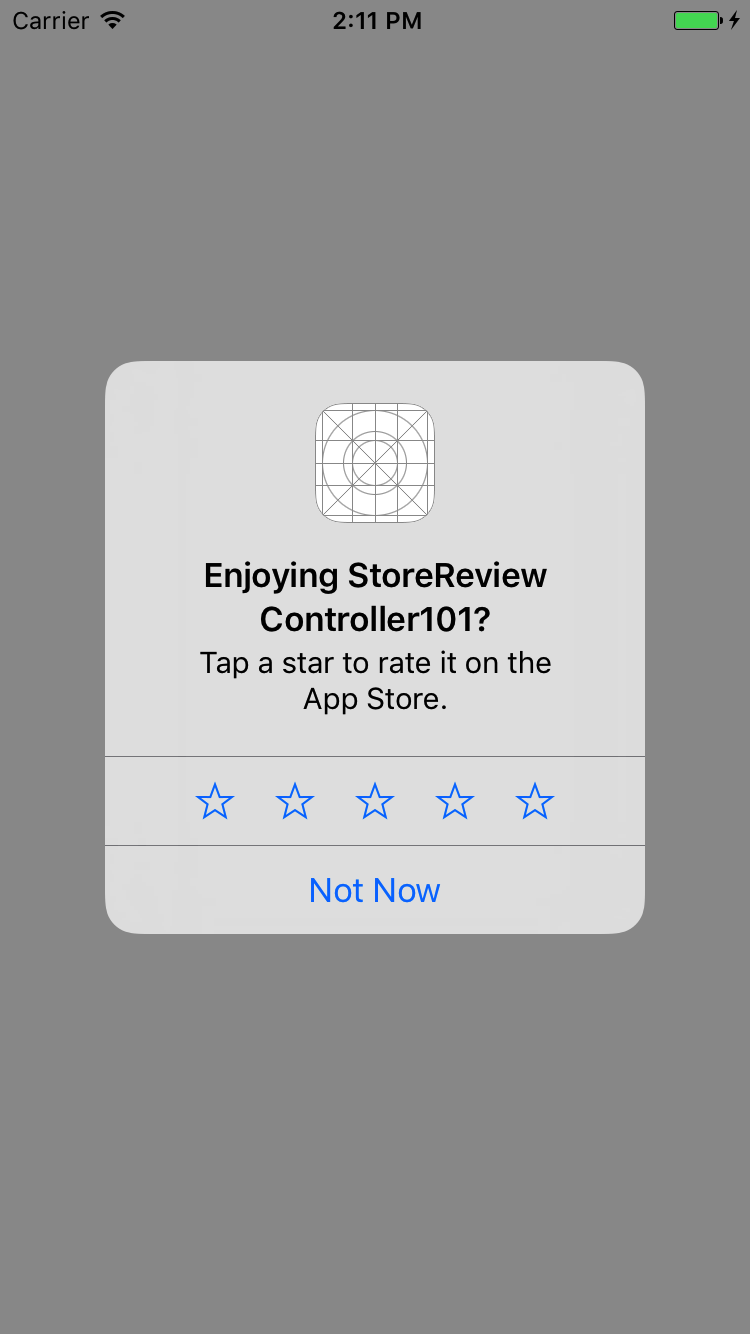 Carrier 2:11 PM
Enjoying StoreReview
Controller101?
Tap a star to rate it on the
App Store.
Not Now